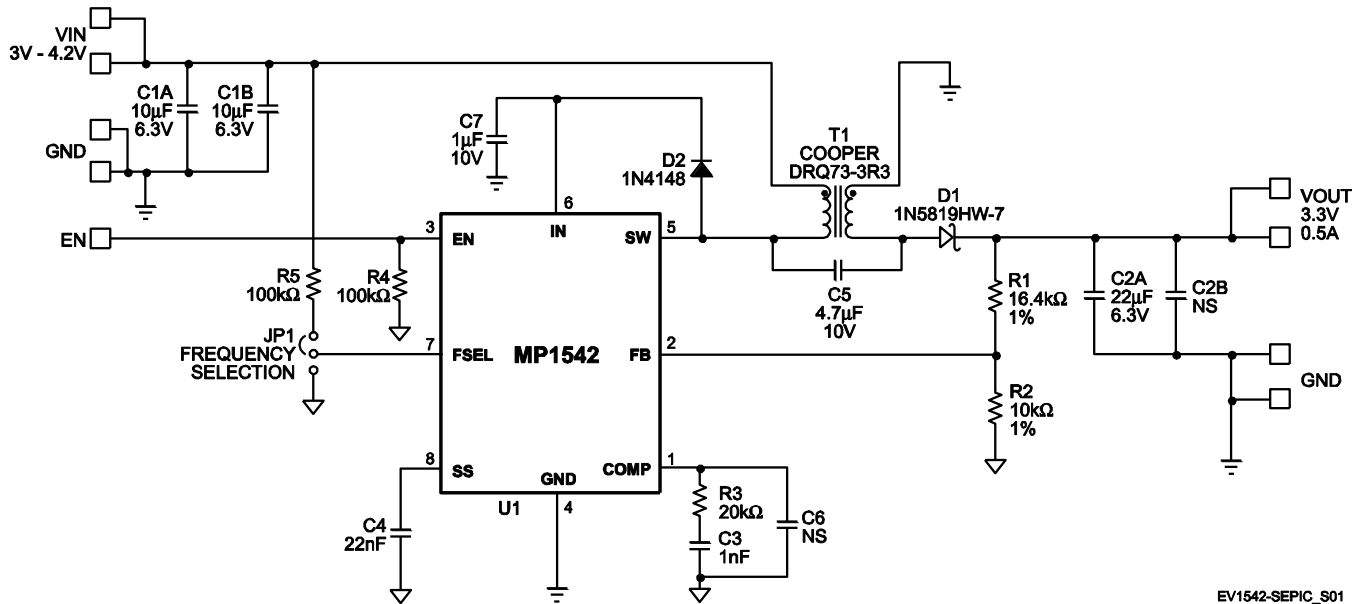 VIN
3V - 4.2V
C1A
10μF
6.3V
C1B
10μF
6.3V
GND
EN
R5
100kΩ
R4
100kΩ
JP1
FREQUENCY
SELECTION
C7
1μF
10V
D2
1N4148
T1
COOPER
DRQ73-3R3
D1
1N5819HW-7
C5
4.7μF
10V
3
EN
6
IN
5
SW
7
FSEL
MP1542
2
FB
8
SS
GND
4
COMP
1
U1
C4
22nF
R3
20kΩ
C3
1nF
C6
NS
R1
16.4kΩ
1%
R2
10kΩ
1%
C2A
22μF
6.3V
C2B
NS
VOUT
3.3V
0.5A
GND
EV1542-SEPIC_S01